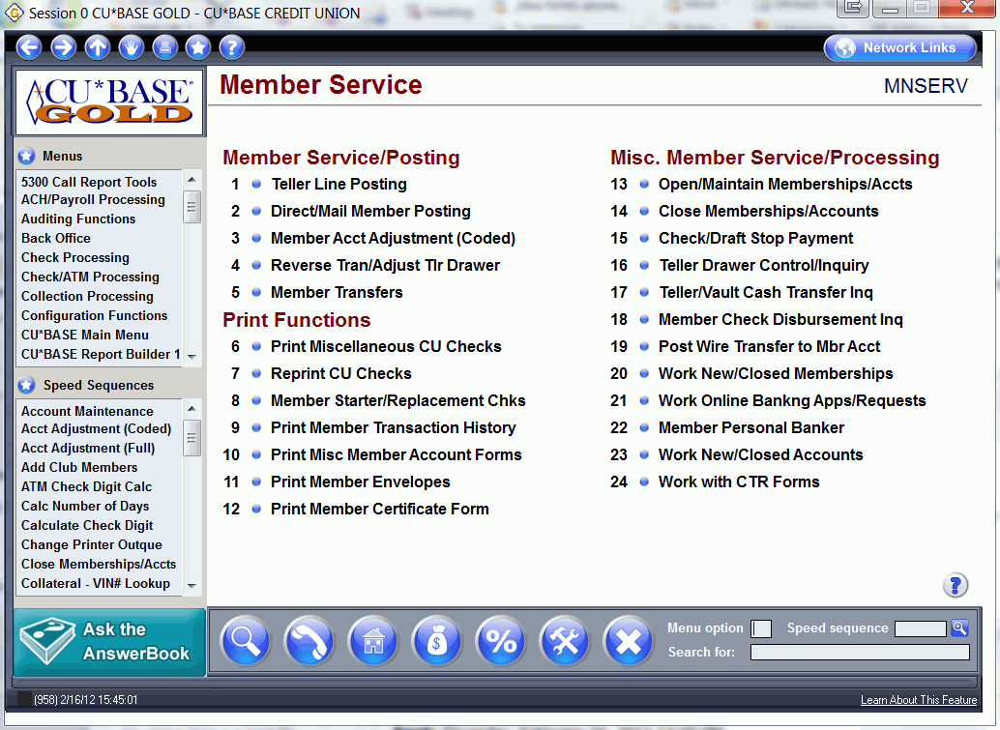 Session 0 CU*BASE GOLD - CU*BASE CREDIT UNION
Network Links
CU*BASE
GOLD
Member Service
MNSERV
Menus
5300 Call Report Tools
ACH/Payroll Processing
Auditing Functions
Back Office
Check Processing
Check/ATM Processing
Collection Processing
Configuration Functions
CU*BASE Main Menu
CU*BASE Report Builder 1
Speed Sequences
Account Maintenance
Acct Adjustment (Coded)
Acct Adjustment (Full)
Add Club Members
ATM Check Digit Calc
Calc Number of Days
Calculate Check Digit
Change Printer Outque
Close Memberships/Accts
Collateral - VIN# Lookup
Ask the
AnswerBook
Member Service/Posting
1 Teller Line Posting
2 Direct/Mail Member Posting
3 Member Acct Adjustment (Coded)
4 Reverse Tran/Adjust Tlr Drawer
5 Member Transfers
Print Functions
6 Print Miscellaneous CU Checks
7 Reprint CU Checks
8 Member Starter/Replacement Chks
9 Print Member Transaction History
10 Print Misc Member Account Forms
11 Print Member Envelopes
12 Print Member Certificate Form
Misc. Member Service/Processing
13 Open/Maintain Memberships/Accts
14 Close Memberships/Accounts
15 Check/Draft Stop Payment
16 Teller Drawer Control/Inquiry
17 Teller/Vault Cash Transfer Inq
18 Member Check Disbursement Inq
19 Post Wire Transfer to Mbr Acct
20 Work New/Closed Memberships
21 Work Online Bankng Apps/Requests
22 Member Personal Banker
23 Work New/Closed Accounts
24 Work with CTR Forms
Menu option
Speed sequence
Search for:
(958) 2/16/12 15:45:01
Learn About This Feature